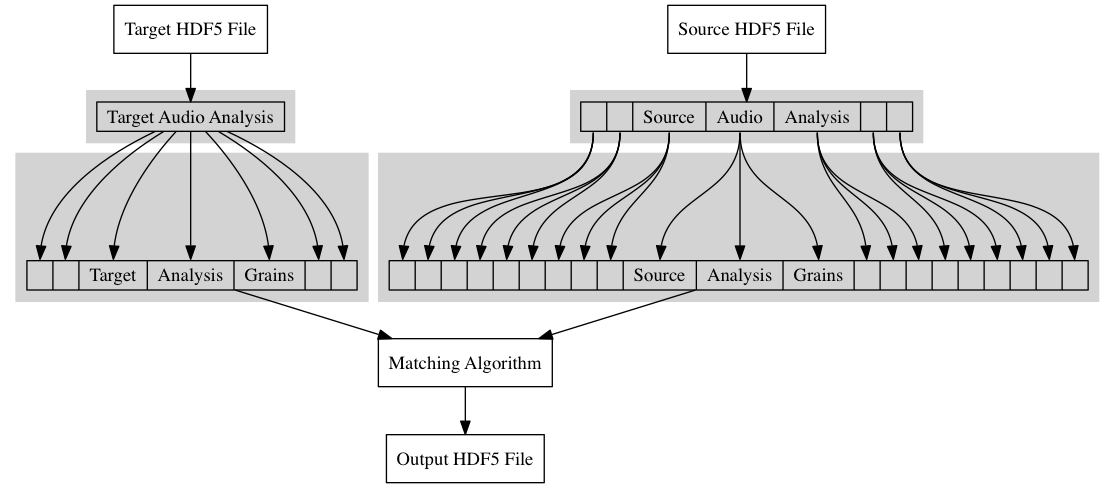 Target HDF5 File
Source HDF5 File
Target Audio Analysis
Source Audio Analysis
Target Analysis Grains
Source Analysis Grains
Matching Algorithm
Output HDF5 File